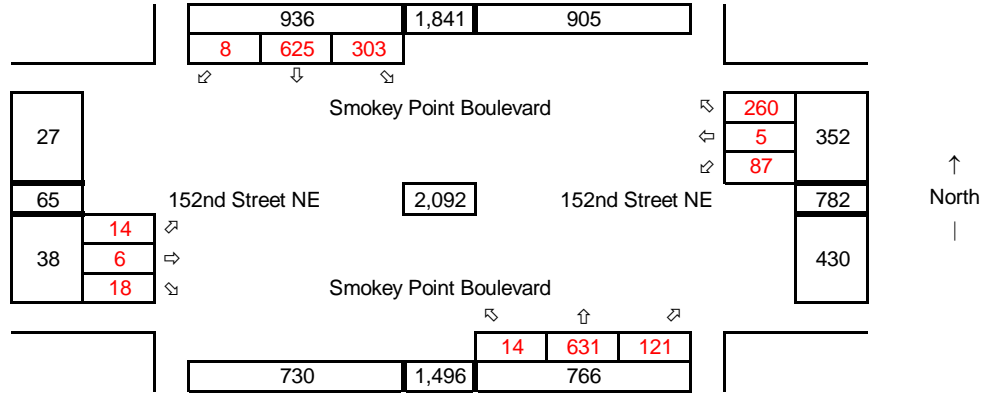 936 1,841 905
8 625 303
⬃ ⇩ ⬂
Smokey Point Boulevard ⬁ 260
27 ⇦ 5 352
⬃ 87 ↑
65 152nd Street NE 2,092 152nd Street NE 782 North
14 ⬀ |
38 6 ⇨ 430
18 ⬂ Smokey Point Boulevard
⬁ ⇧ ⬀
14 631 121
730 1,496 766